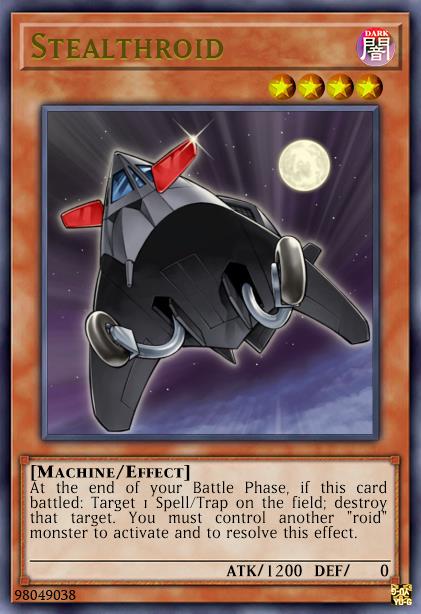 Stealthroid
DARK
闇
[Machine/Effect]
At the end of your Battle Phase, if this card
battled: Target 1 Spell/Trap on the field; destroy
that target. You must control another "roid"
monster to activate and to resolve this effect.
ATK/1200 DEF/ 0
98049038